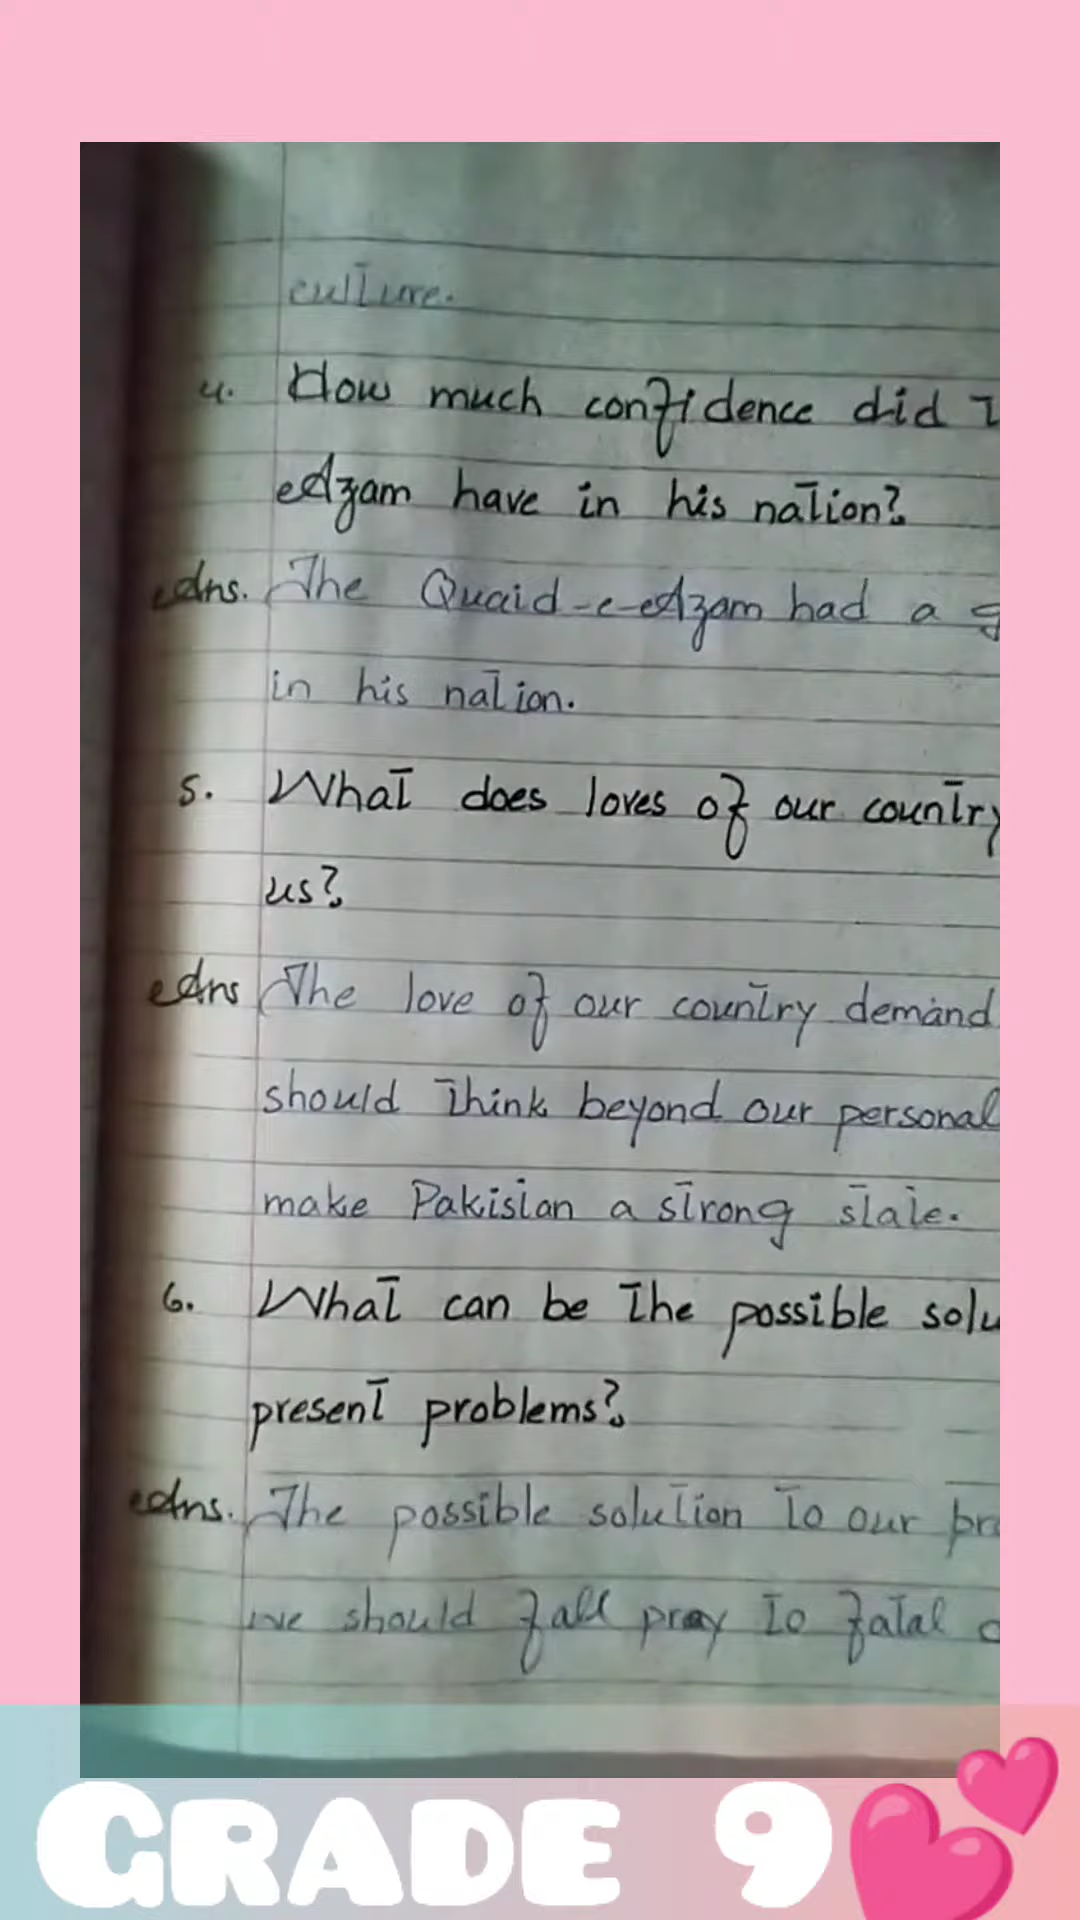 culture.
4. How much confidence did
eAzam have in his nation?
Ans. The Quaid-e-Azam had a
in his nation.
5. What does loves of our country
us?
Ans The love of our country demand
should think beyond our personal
make Pakistan a strong state.
6. What can be the possible solu
present problems?
Ans. The possible solution to our pro
we should fall pray to fatal
GRADE 9